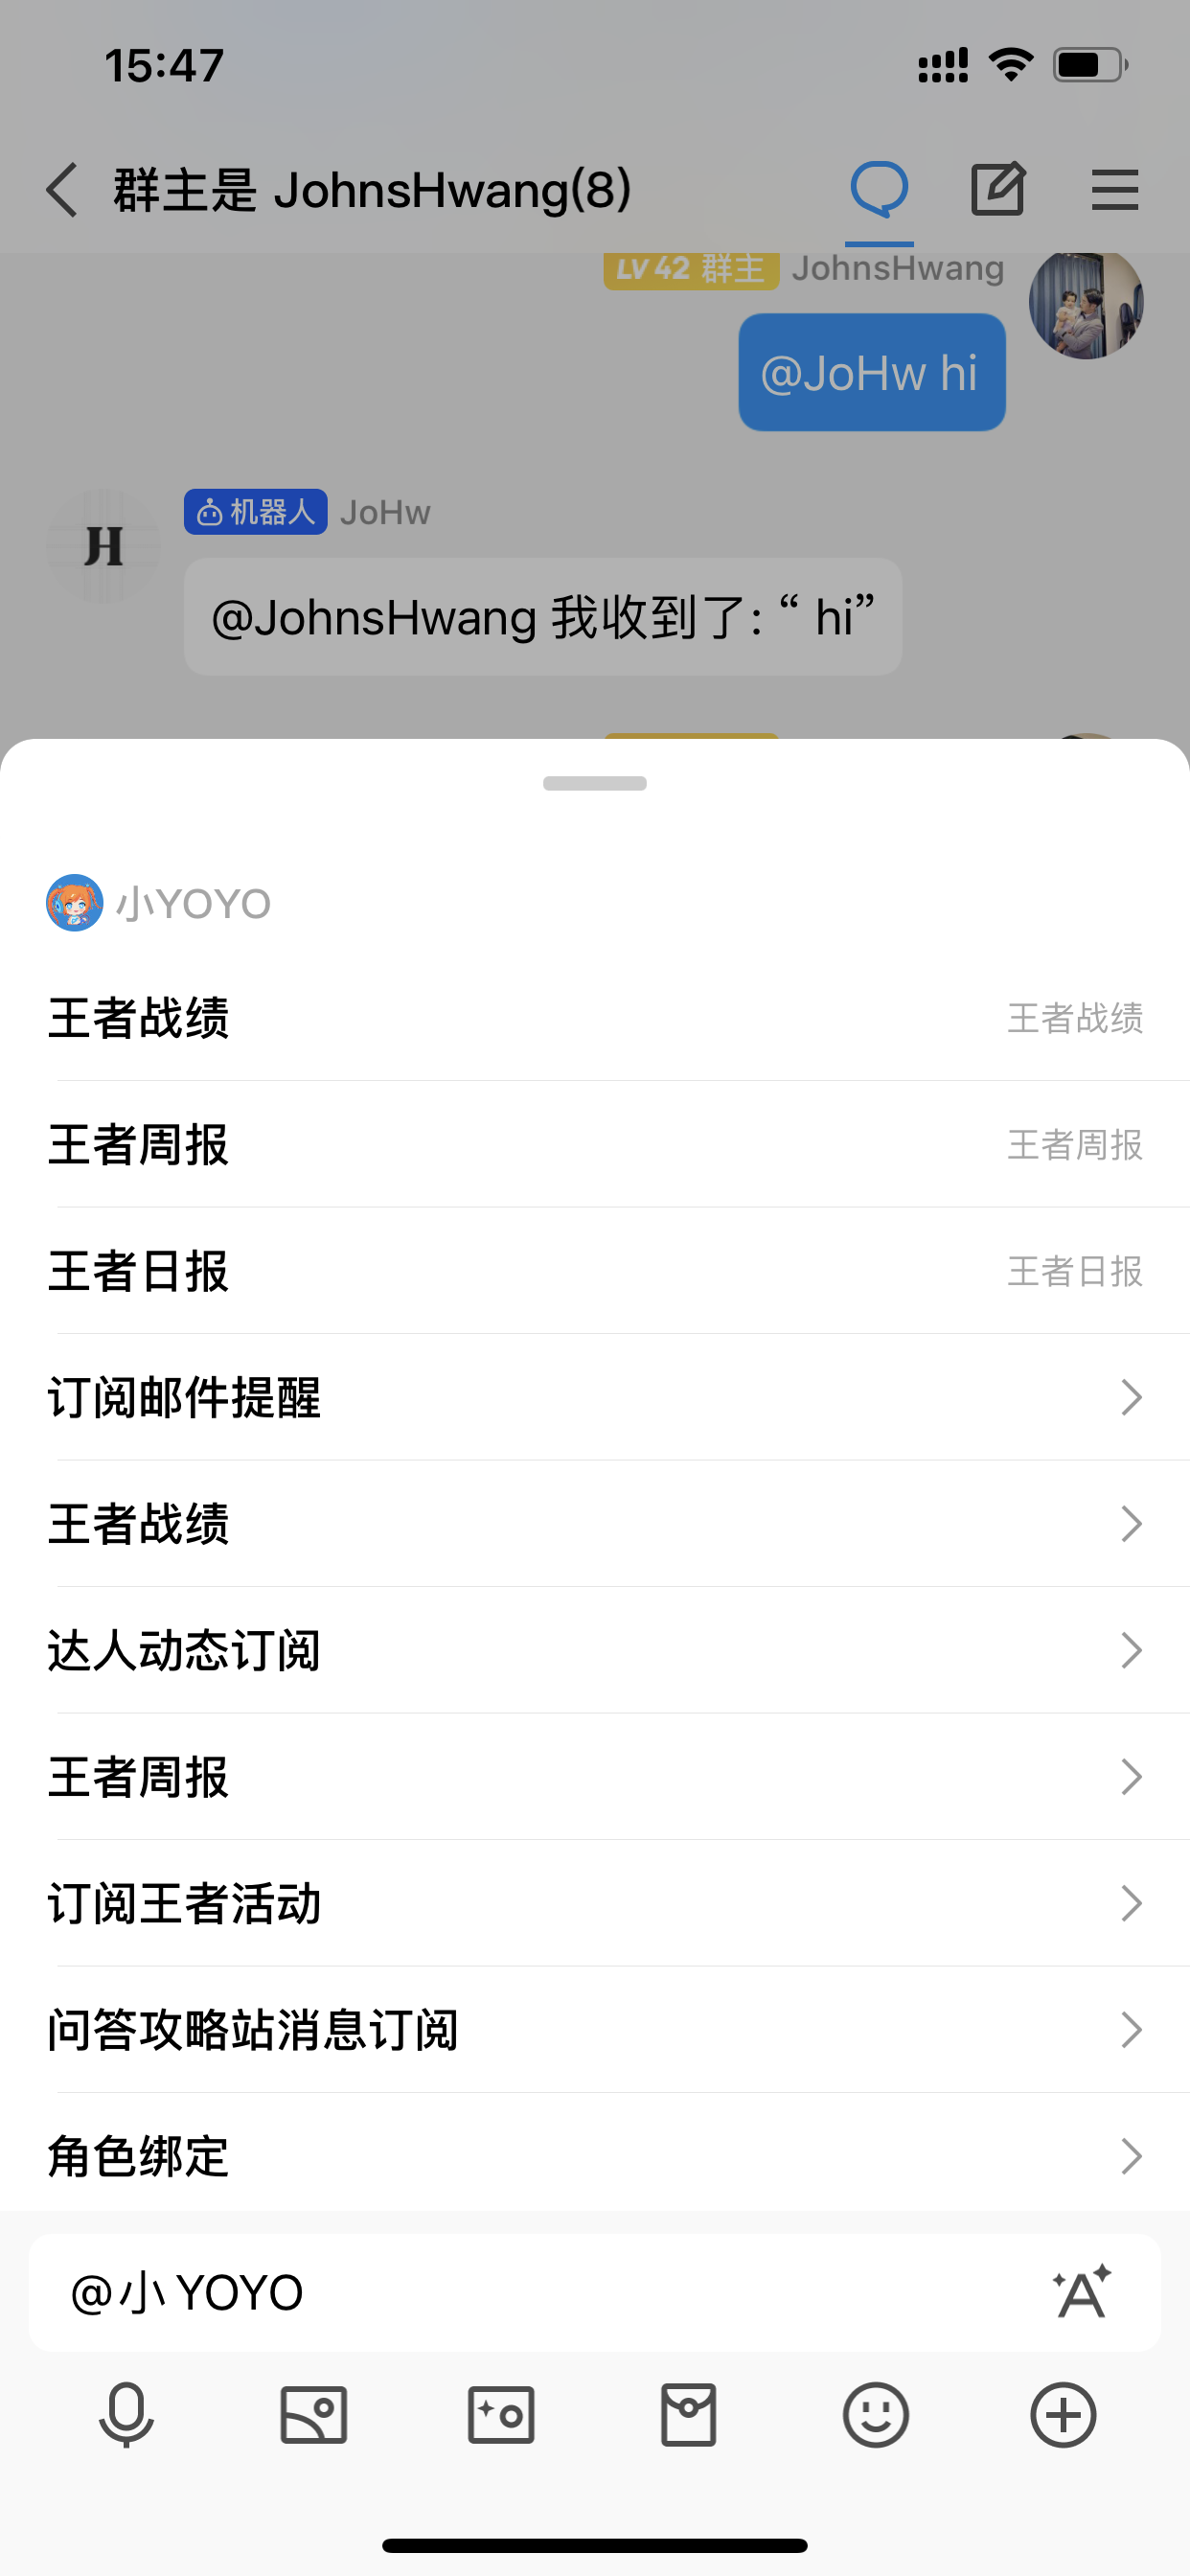 15:47
群主是 JohnsHwang(8)
LV 42 群主 JohnsHwang
@JoHw hi
机器人 JoHw
JH
@JohnsHwang 我收到了: “ hi”
小YOYO
王者战绩 王者战绩
王者周报 王者周报
王者日报 王者日报
订阅邮件提醒
王者战绩
达人动态订阅
王者周报
订阅王者活动
问答攻略站消息订阅
角色绑定
@小 YOYO